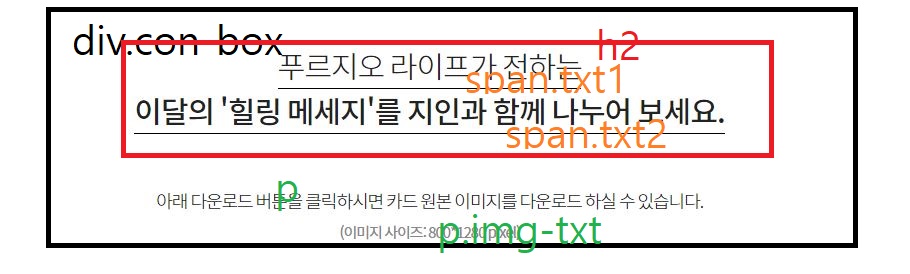 div.con-box
h2
푸르지오 라이프가 전하는
span.txt1
이달의 '힐링 메세지'를 지인과 함께 나누어 보세요.
span.txt2
p
아래 다운로드 버튼을 클릭하시면 카드 원본 이미지를 다운로드 하실 수 있습니다.
p.img-txt
(이미지 사이즈: 800*1280 pixel)